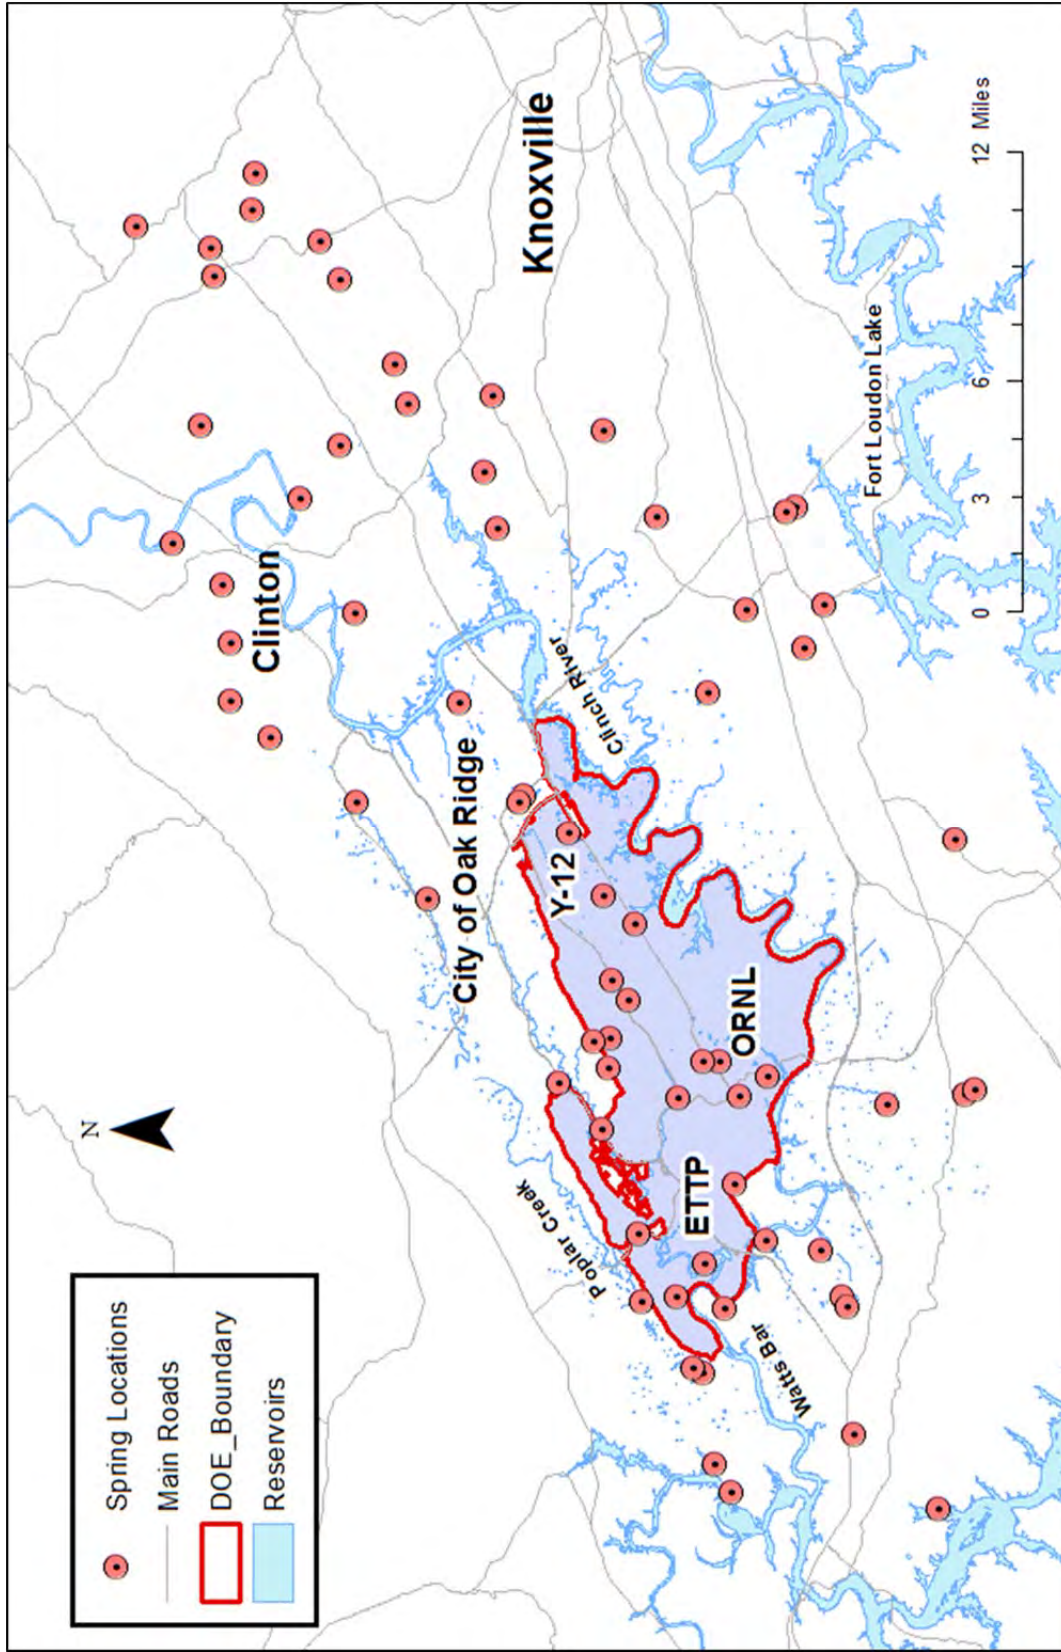 N
Spring Locations
Main Roads
DOE_Boundary
Reservoirs
Clinton
Knoxville
City of Oak Ridge
Y-12
Clinch River
Poplar Creek
ORNL
ETTP
Watts Bar
Fort Loudon Lake
0 3 6 12 Miles